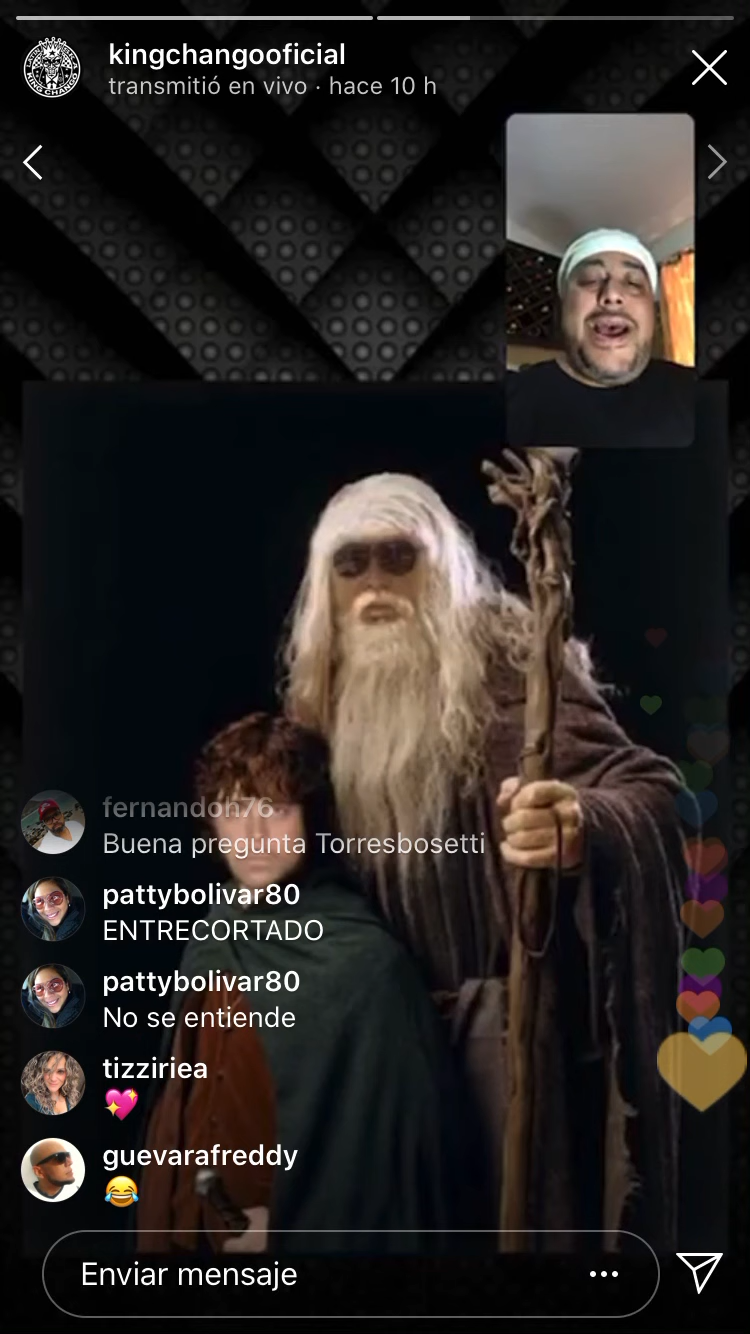 kingchangooficial
transmitió en vivo · hace 10 h
fernandoh76
Buena pregunta Torresbosetti
pattybolivar80
ENTRECORTADO
pattybolivar80
No se entiende
tizziriea
💖
guevarafreddy
😂
Enviar mensaje